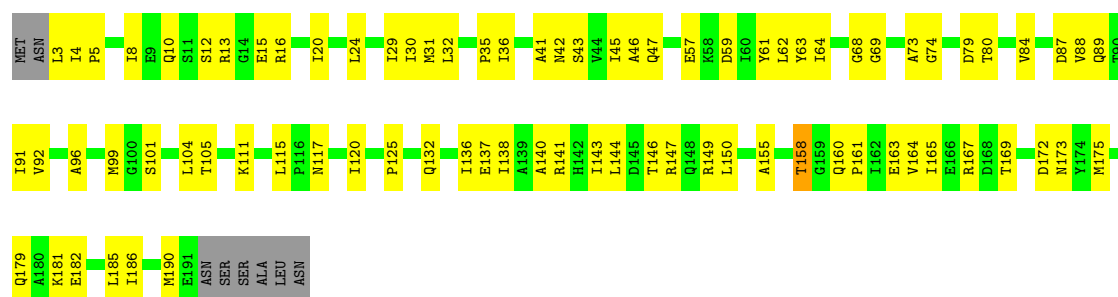 MET ASN L3 I4 P5 I8 E9 Q10 S11 S12 R13 G14 E15 R16 I20 L24 I29 I30 M31 L32 P35 I36 A41 N42 S43 V44 I45 A46 Q47 E57 K58 D59 I60 Y61 L62 Y63 I64 G68 G69 A73 G74 D79 T80 V84 D87 V88 Q89
I91 V92 A96 M99 G100 S101 L104 T105 K111 L115 P116 N117 I120 P125 Q132 I136 E137 I138 A139 A140 R141 H142 I143 L144 D145 T146 R147 Q148 R149 L150 A155 T158 G159 Q160 P161 I162 E163 V164 I165 E166 R167 D168 T169 D172 N173 Y174 M175
Q179 A180 K181 E182 L185 I186 M190 E191 ASN SER SER ALA LEU ASN